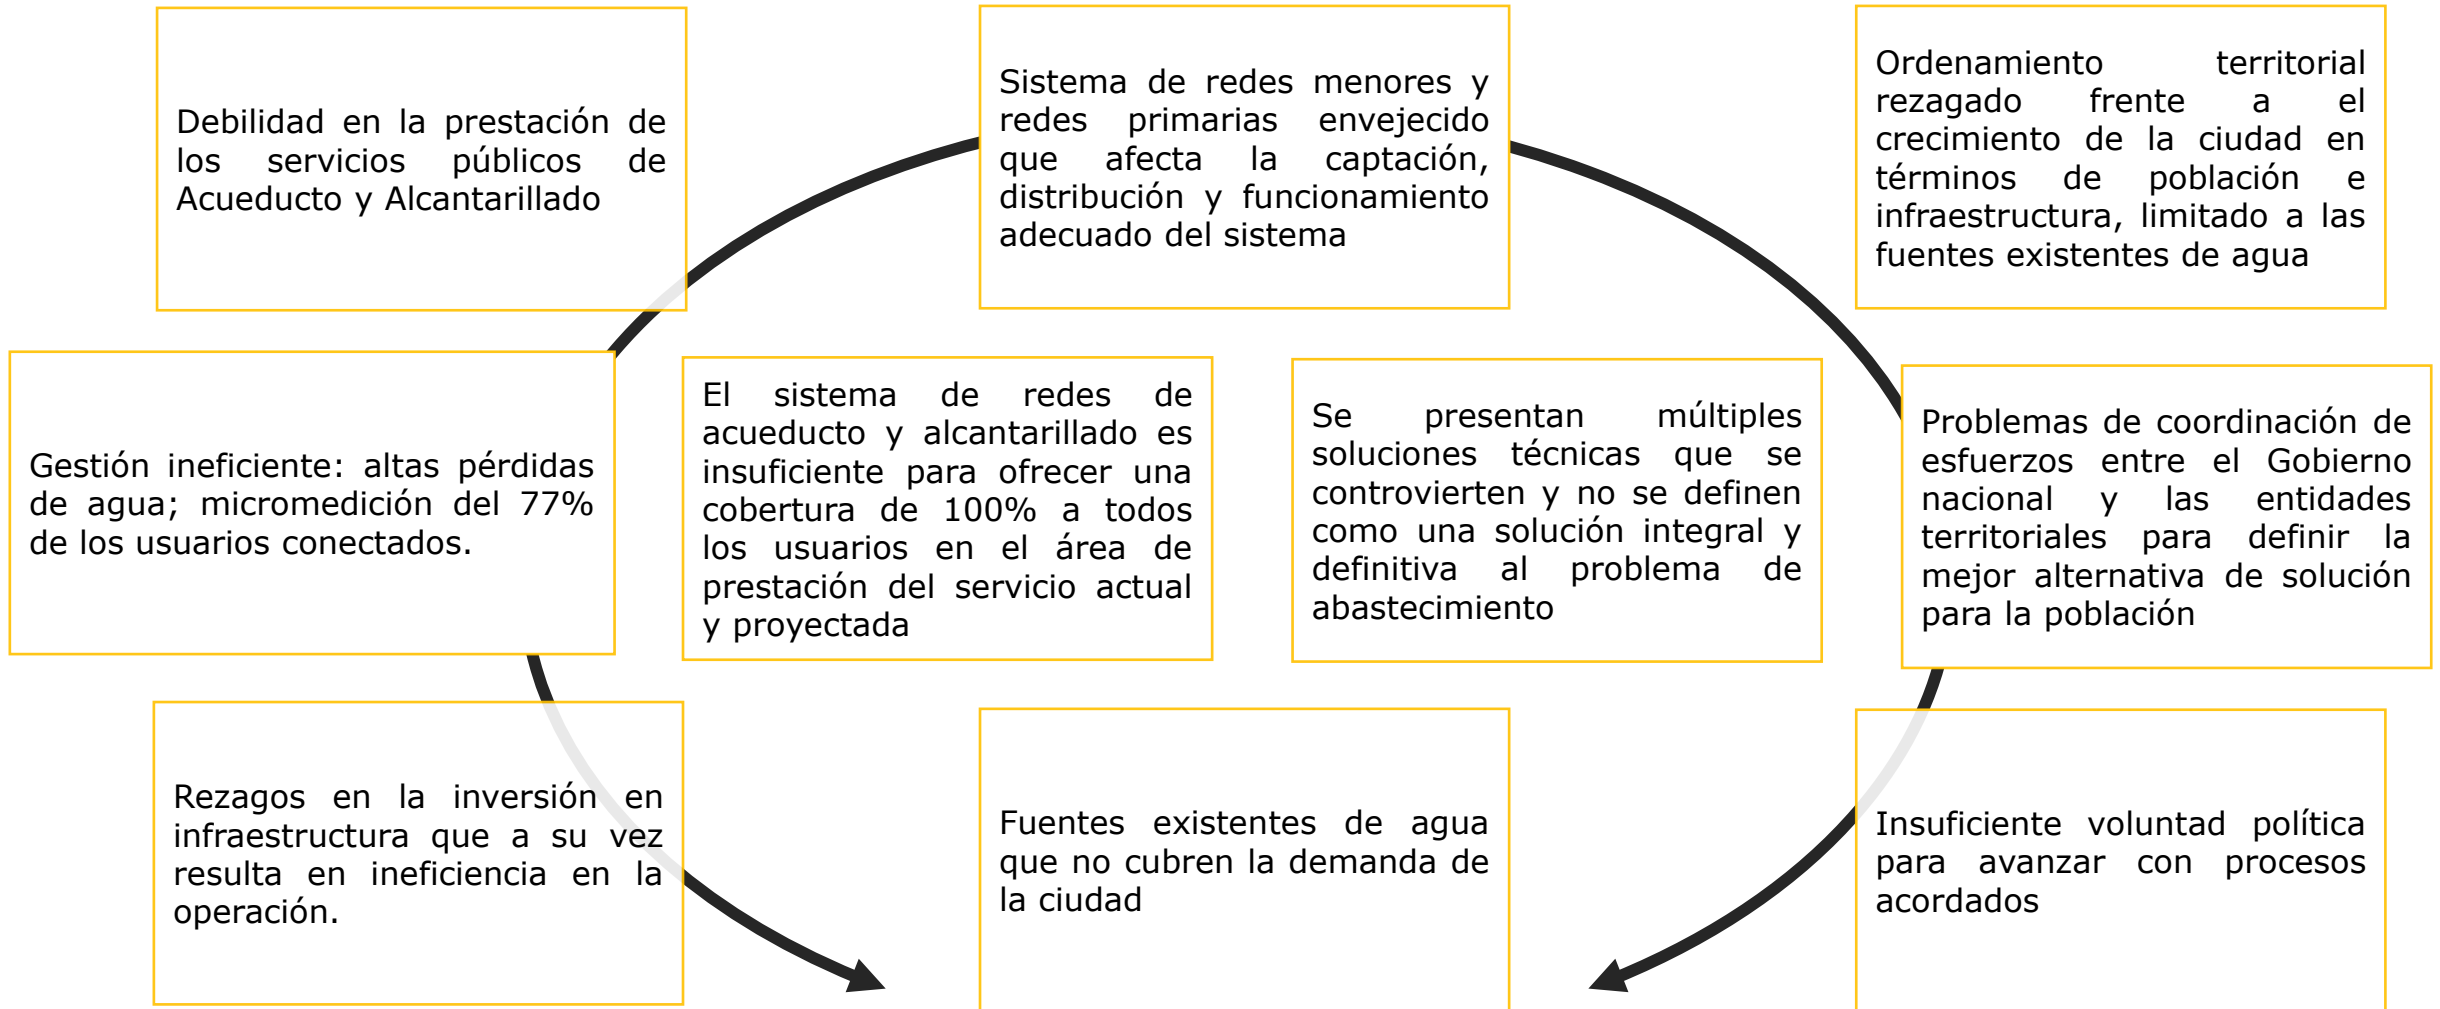 Debilidad en la prestación de
los servicios públicos de
Acueducto y Alcantarillado
Sistema de redes menores y
redes primarias envejecido
que afecta la captación,
distribución y funcionamiento
adecuado del sistema
Ordenamiento territorial
rezagado frente a el
crecimiento de la ciudad en
términos de población e
infraestructura, limitado a las
fuentes existentes de agua
Gestión ineficiente: altas pérdidas
de agua; micromedición del 77%
de los usuarios conectados.
El sistema de redes de
acueducto y alcantarillado es
insuficiente para ofrecer una
cobertura de 100% a todos
los usuarios en el área de
prestación del servicio actual
y proyectada
Se presentan múltiples
soluciones técnicas que se
controvierten y no se definen
como una solución integral y
definitiva al problema de
abastecimiento
Problemas de coordinación de
esfuerzos entre el Gobierno
nacional y las entidades
territoriales para definir la
mejor alternativa de solución
para la población
Rezagos en la inversión en
infraestructura que a su vez
resulta en ineficiencia en la
operación.
Fuentes existentes de agua
que no cubren la demanda de
la ciudad
Insuficiente voluntad política
para avanzar con procesos
acordados